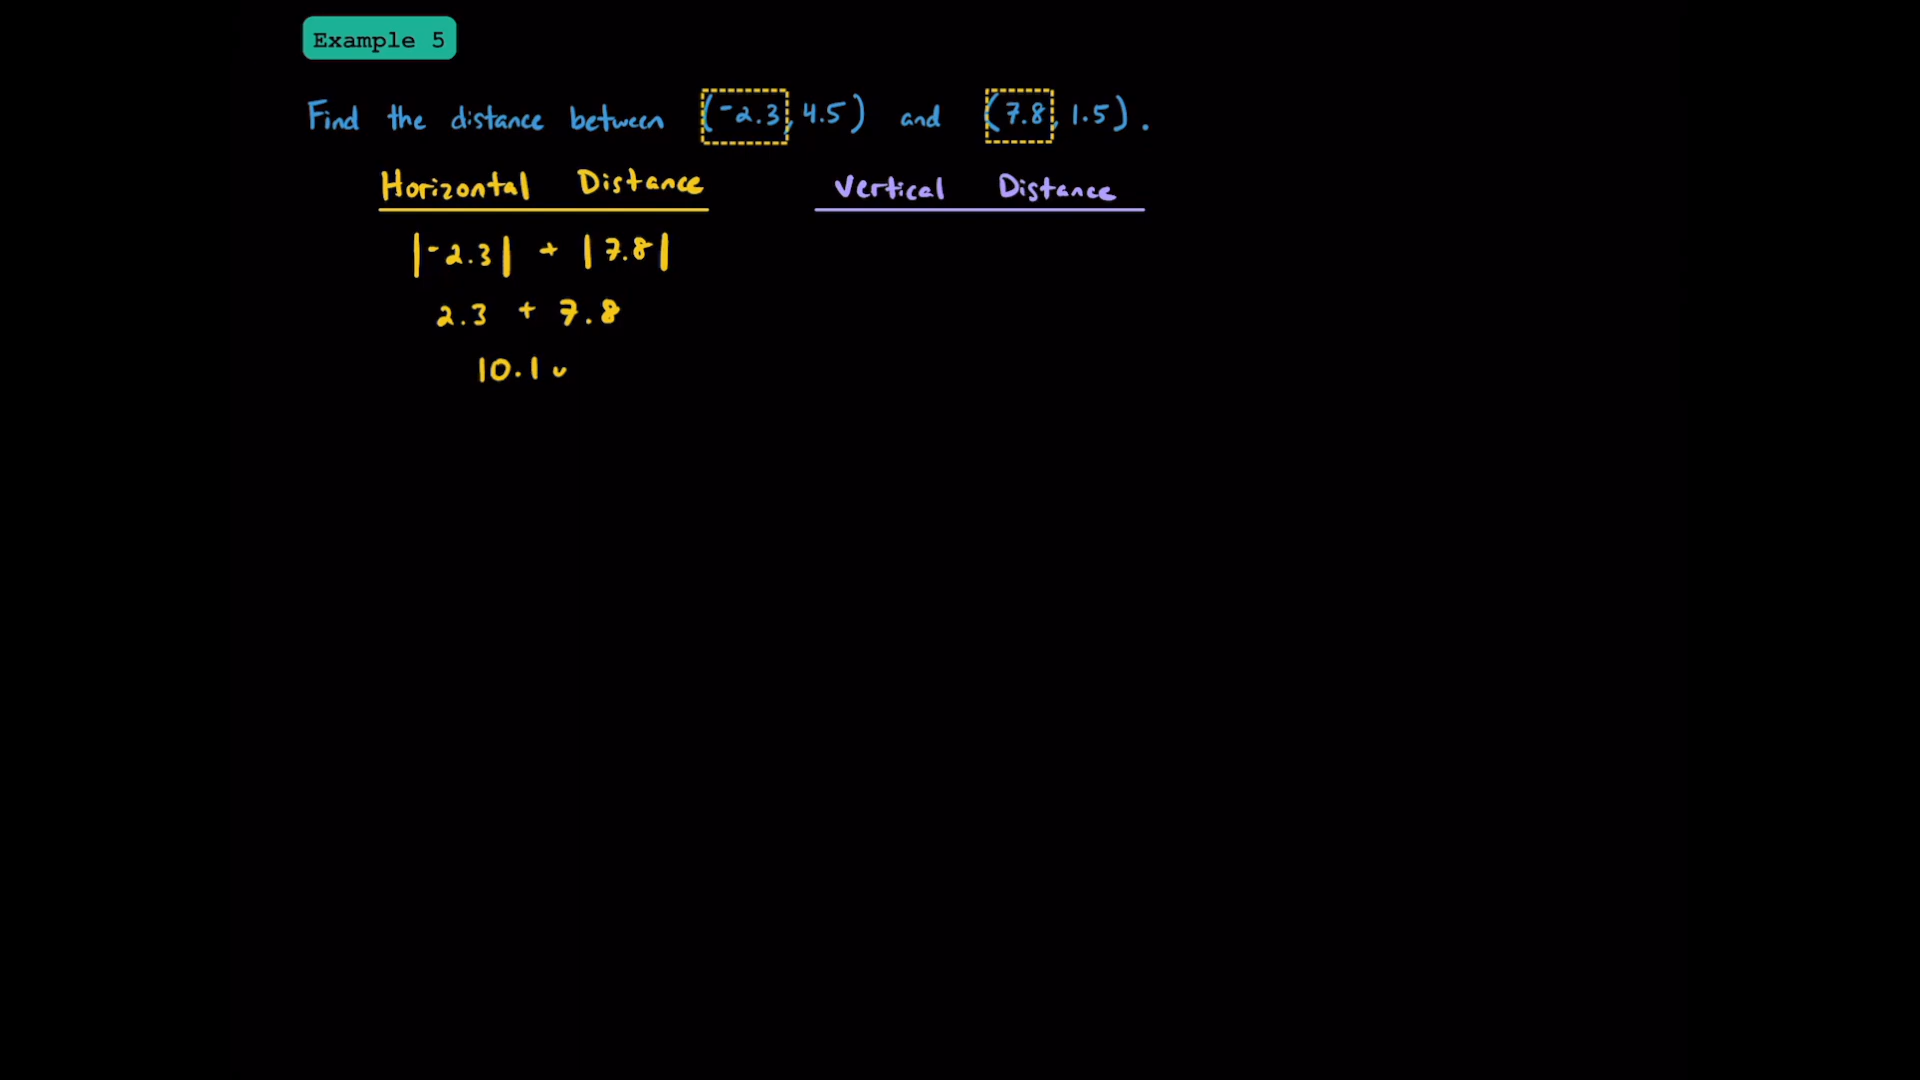 Example 5
Find the distance between (-2.3, 4.5) and (7.8, 1.5).
Horizontal Distance
Vertical Distance
|-2.3| + |7.8|
2.3 + 7.8
10.1 u